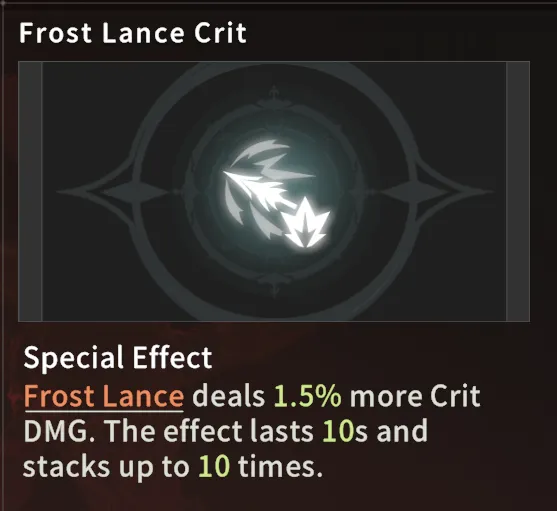 Frost Lance Crit
Special Effect
Frost Lance deals 1.5% more Crit
DMG. The effect lasts 10s and
stacks up to 10 times.